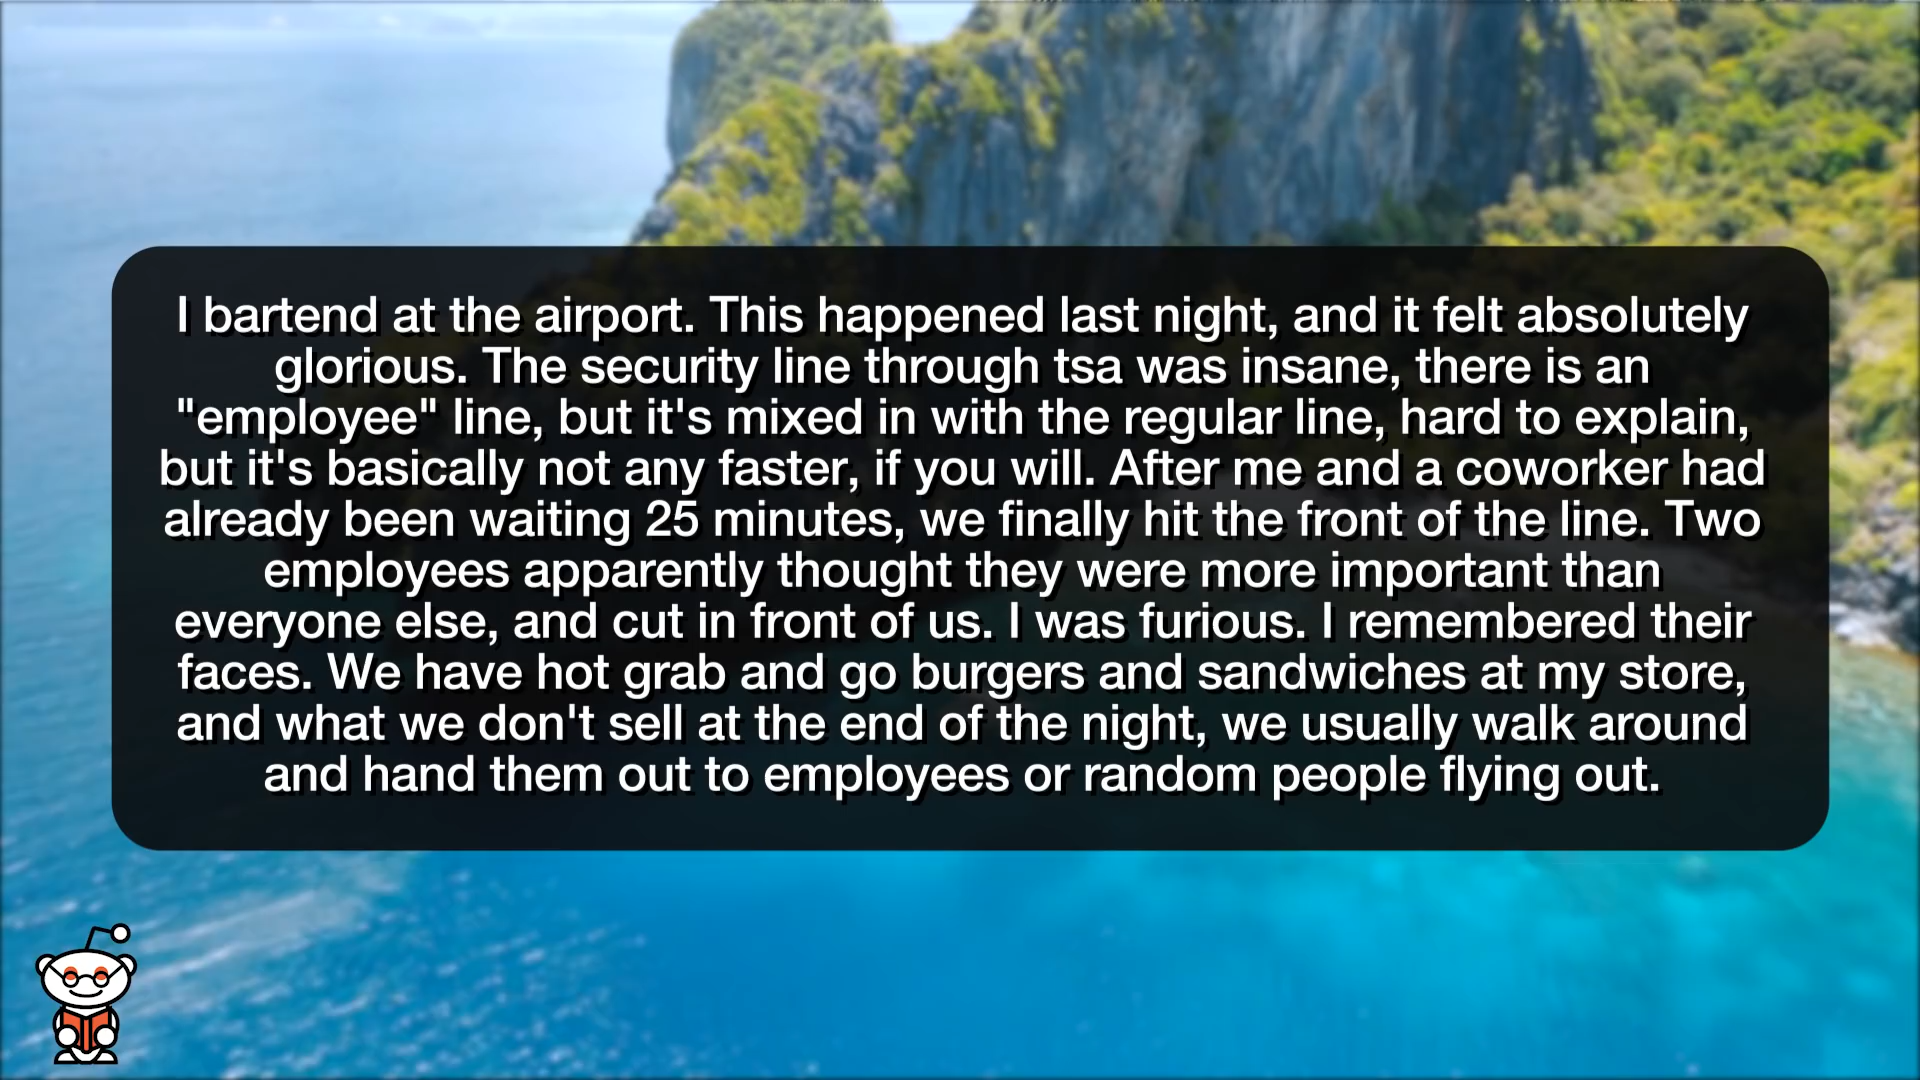 I bartend at the airport. This happened last night, and it felt absolutely
glorious. The security line through tsa was insane, there is an
"employee" line, but it's mixed in with the regular line, hard to explain,
but it's basically not any faster, if you will. After me and a coworker had
already been waiting 25 minutes, we finally hit the front of the line. Two
employees apparently thought they were more important than
everyone else, and cut in front of us. I was furious. I remembered their
faces. We have hot grab and go burgers and sandwiches at my store,
and what we don't sell at the end of the night, we usually walk around
and hand them out to employees or random people flying out.